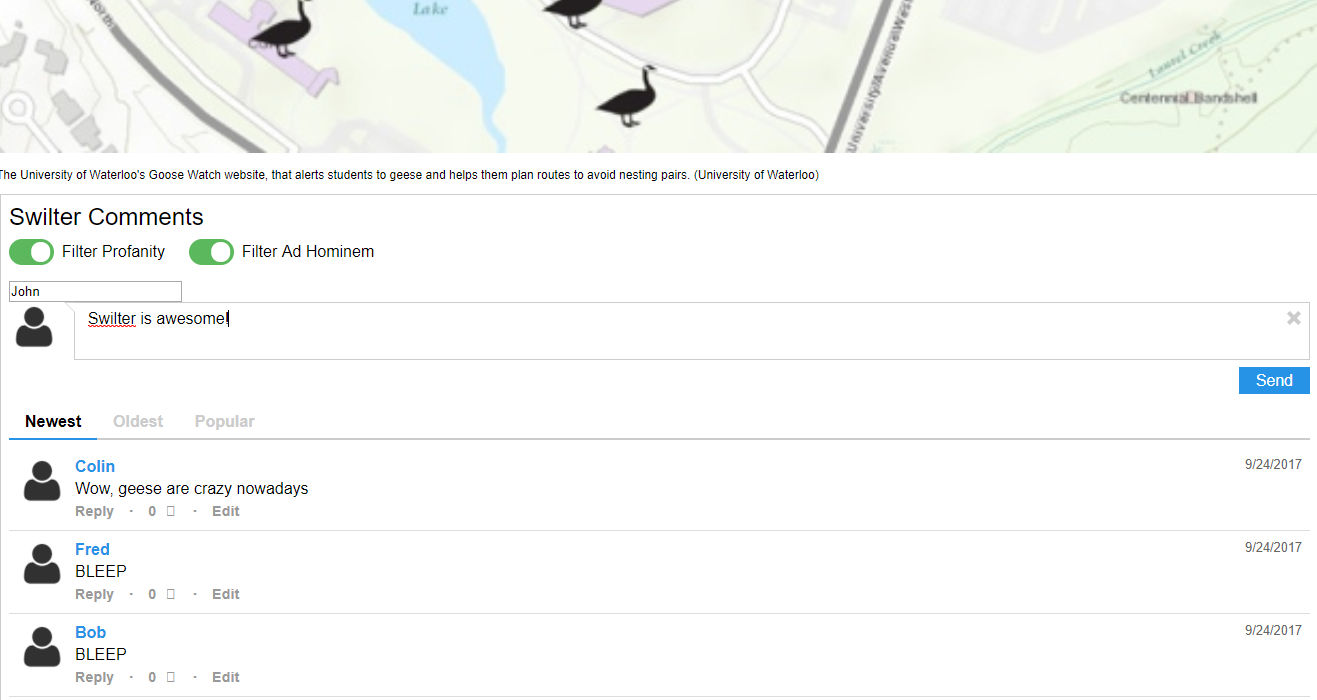 Lake
Laurel Creek
Centennial Bandshell
University Avenue Wes
The University of Waterloo's Goose Watch website, that alerts students to geese and helps them plan routes to avoid nesting pairs. (University of Waterloo)
Swilter Comments
Filter Profanity Filter Ad Hominem
John
Swilter is awesome!
Send
Newest Oldest Popular
Colin 9/24/2017
Wow, geese are crazy nowadays
Reply · 0 · Edit
Fred 9/24/2017
BLEEP
Reply · 0 · Edit
Bob 9/24/2017
BLEEP
Reply · 0 · Edit